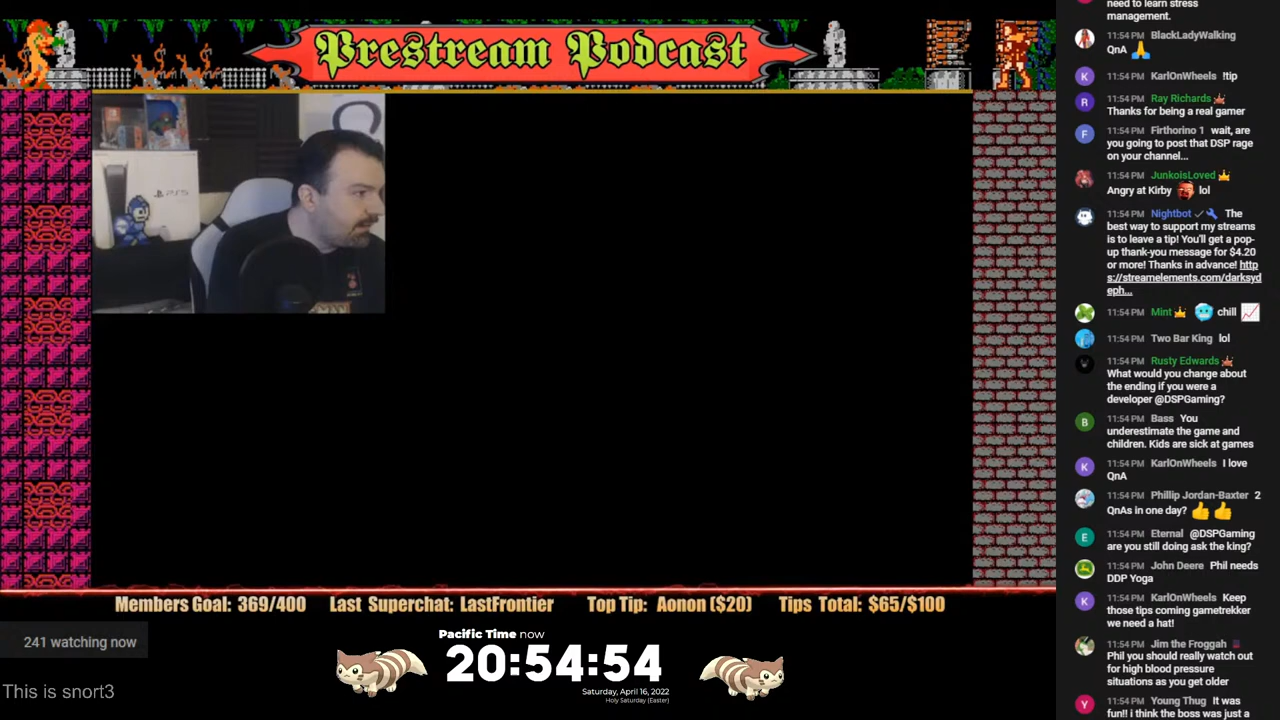 Prestream Podcast
PS5
Members Goal: 369/400 Last Superchat: LastFrontier Top Tip: Aonon ($20) Tips Total: $65/$100
241 watching now
This is snort3
Pacific Time now
20:54:54
Saturday, April 16, 2022
Holy Saturday (Easter)
need to learn stress
management.
11:54 PM BlackLadyWalking
QnA 🙏
K
11:54 PM KarlOnWheels !tip
R
11:54 PM Ray Richards
Thanks for being a real gamer
F
11:54 PM Firthorino 1 wait, are
you going to post that DSP rage
on your channel...
11:54 PM JunkoisLoved
Angry at Kirby lol
11:54 PM Nightbot The
best way to support my streams
is to leave a tip! You'll get a pop-
up thank-you message for $4.20
or more! Thanks in advance! http
s://streamelements.com/darksyd
eph...
11:54 PM Mint 🥶 chill 📈
11:54 PM Two Bar King lol
11:54 PM Rusty Edwards
What would you change about
the ending if you were a
developer @DSPGaming?
B
11:54 PM Bass You
underestimate the game and
children. Kids are sick at games
K
11:54 PM KarlOnWheels I love
QnA
11:54 PM Phillip Jordan-Baxter 2
QnAs in one day? 👍 👍
E
11:54 PM Eternal @DSPGaming
are you still doing ask the king?
11:54 PM John Deere Phil needs
DDP Yoga
K
11:54 PM KarlOnWheels Keep
those tips coming gametrekker
we need a hat!
11:54 PM Jim the Froggah
Phil you should really watch out
for high blood pressure
situations as you get older
Y
11:54 PM Young Thug It was
fun!! i think the boss was just a